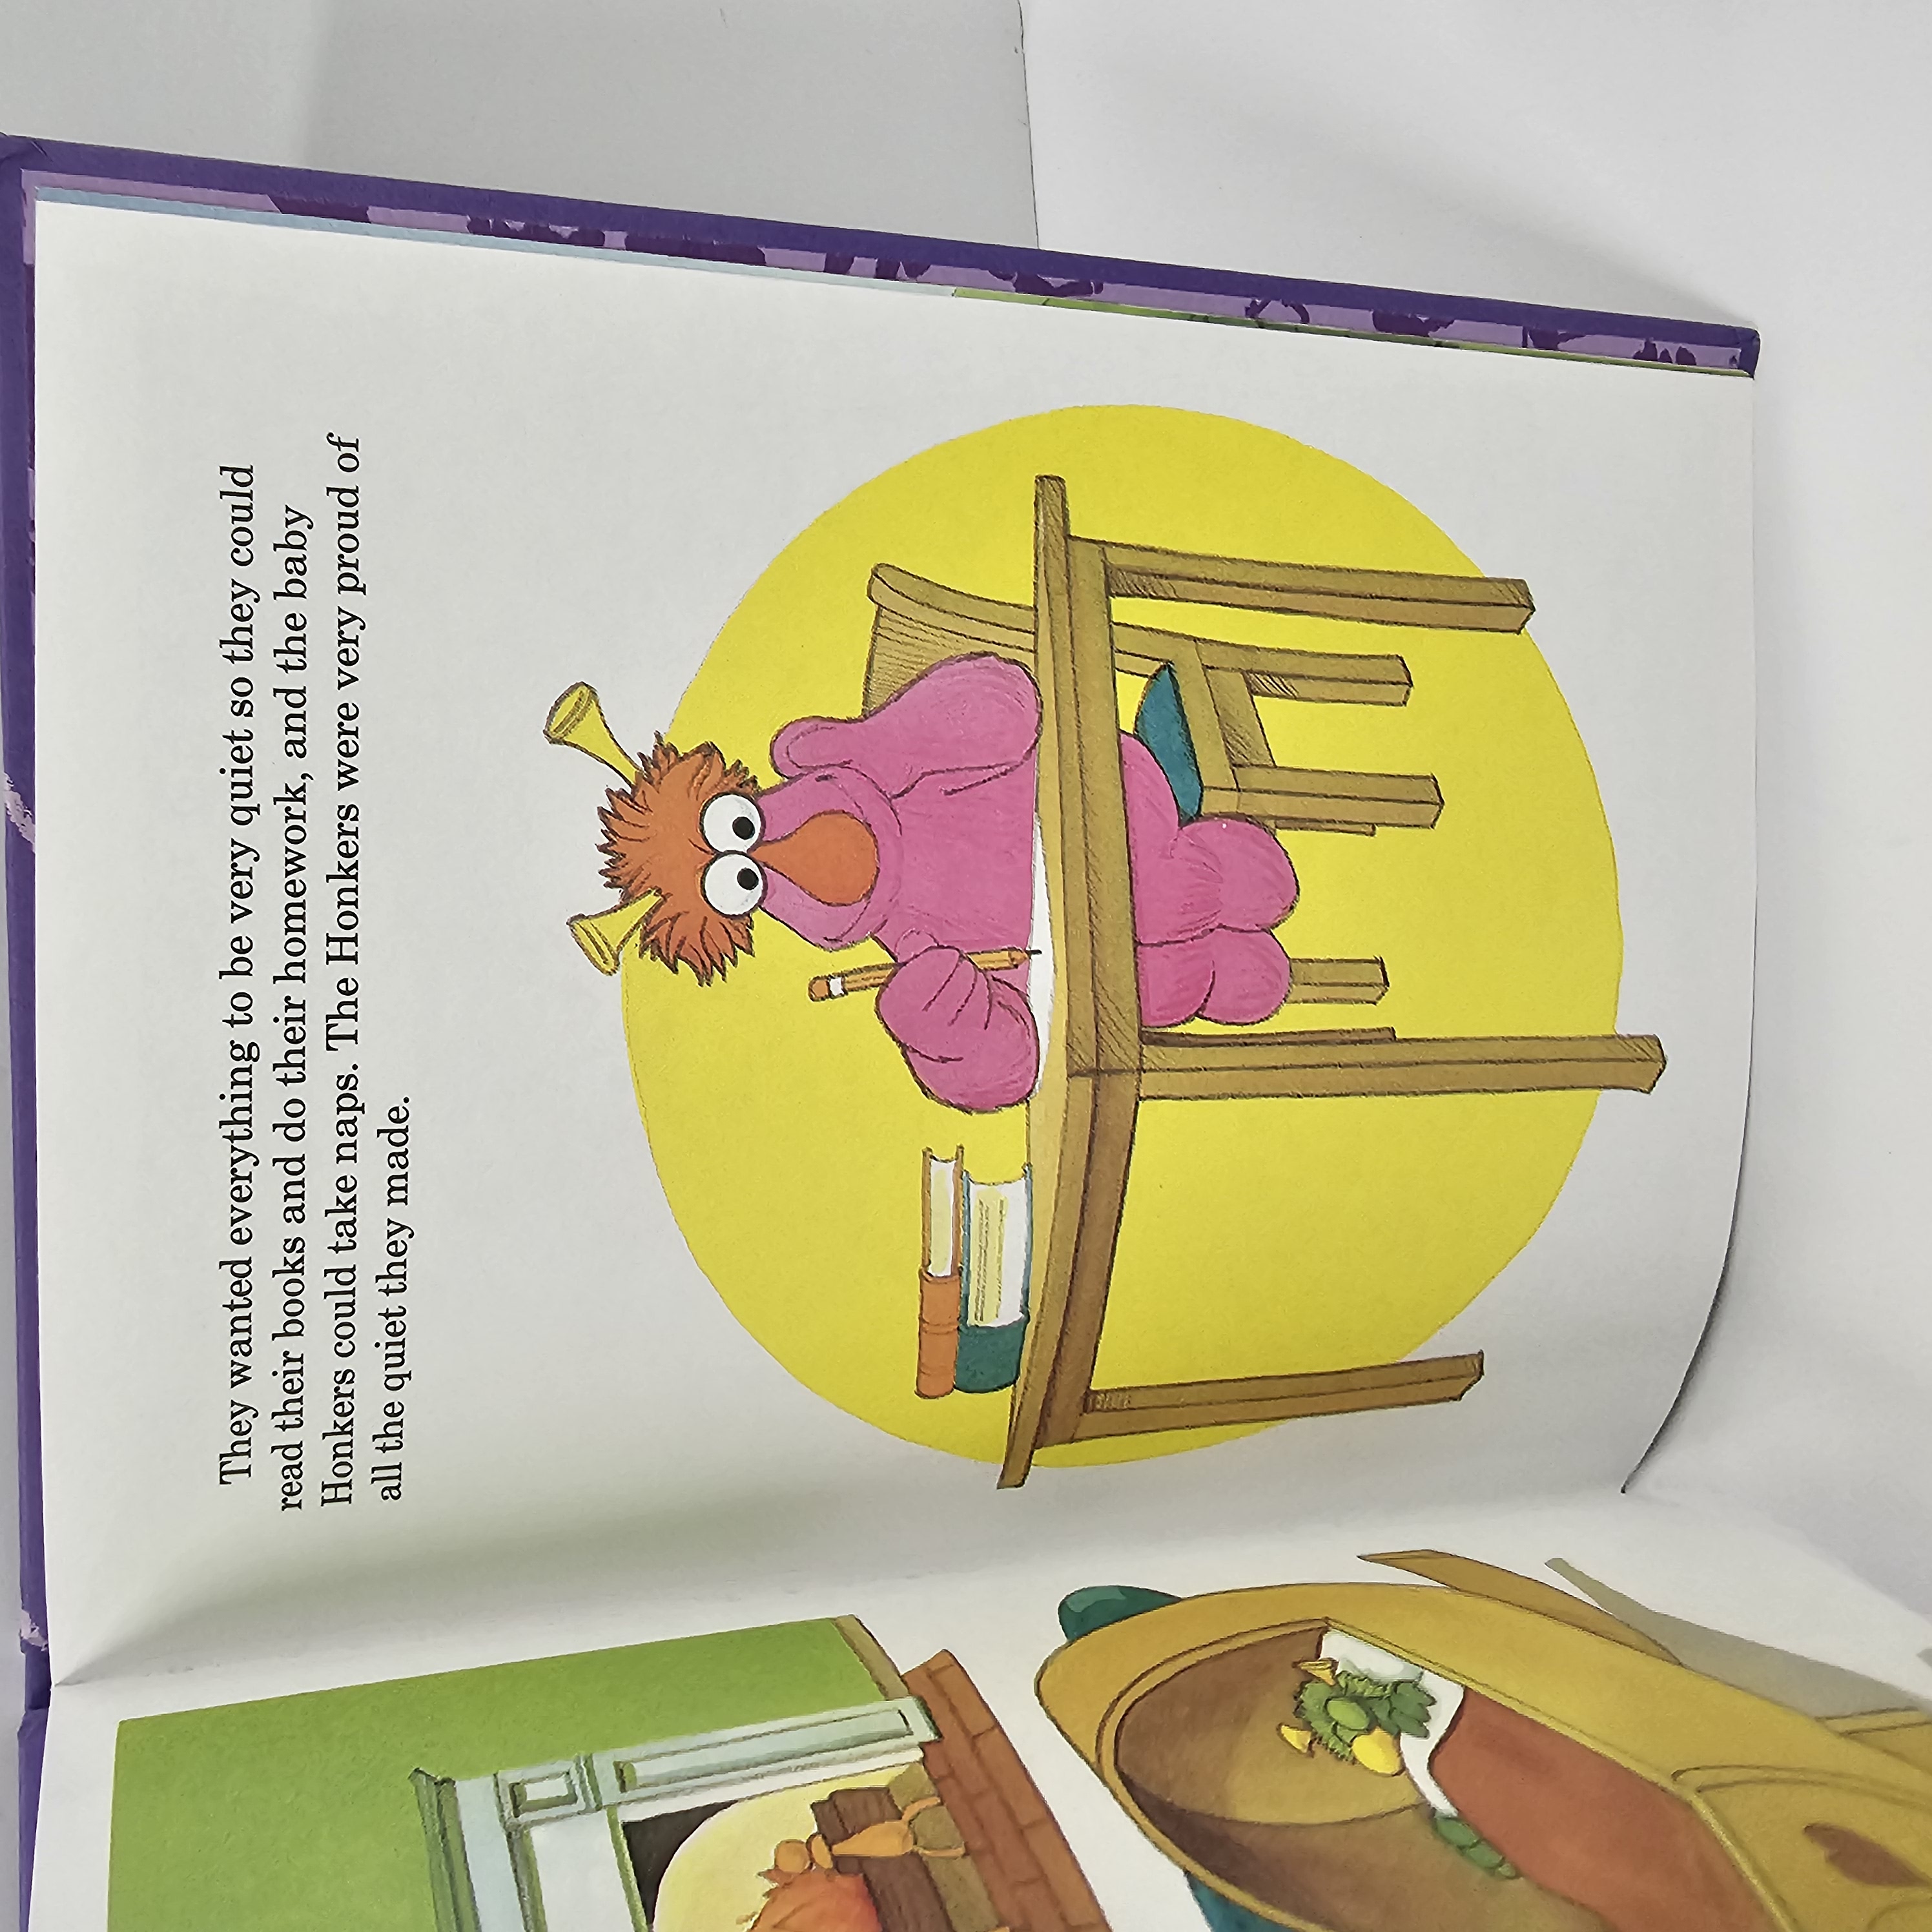 They wanted everything to be very quiet so they could
read their books and do their homework, and the baby
Honkers could take naps. The Honkers were very proud of
all the quiet they made.